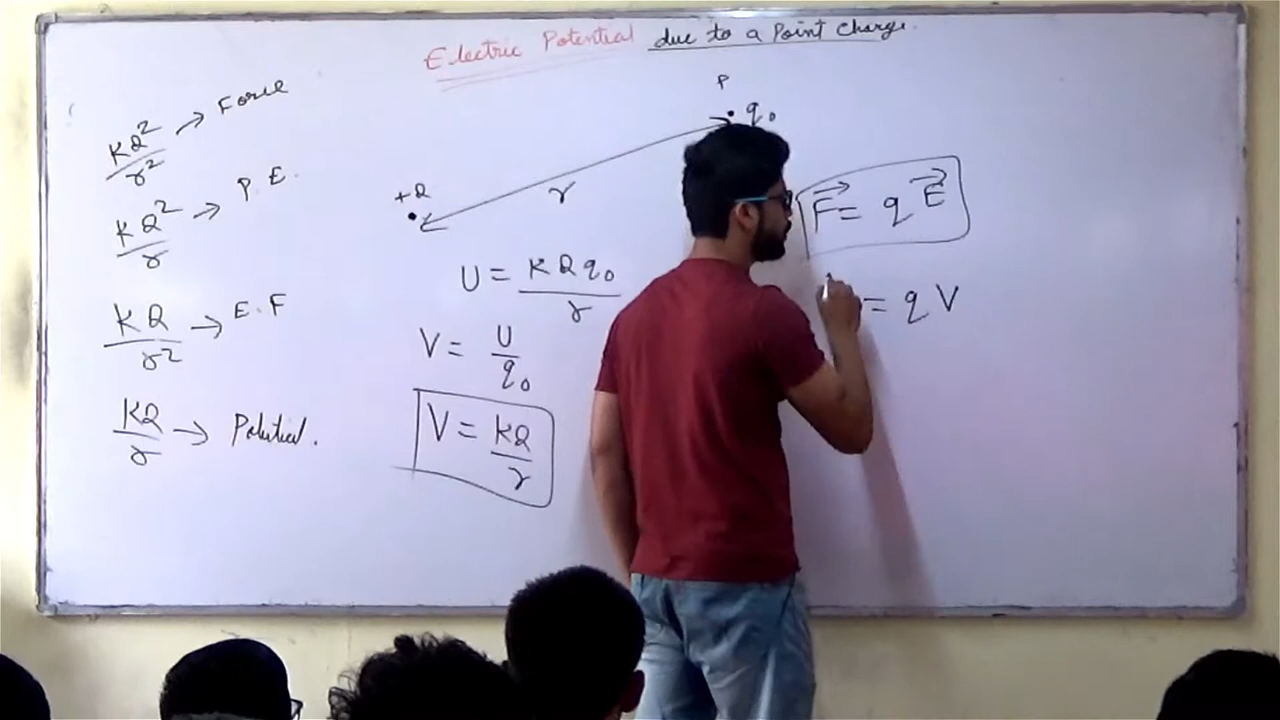 Electric Potential due to a Point Charge.
KQ²/r² → Force
KQ²/r → P.E.
KQ/r² → E.F
KQ/r → Potential.
P
q₀
+Q
r
U = KQq₀/r
V = U/q₀
V = KQ/r
F⃗ = qE⃗
= qV